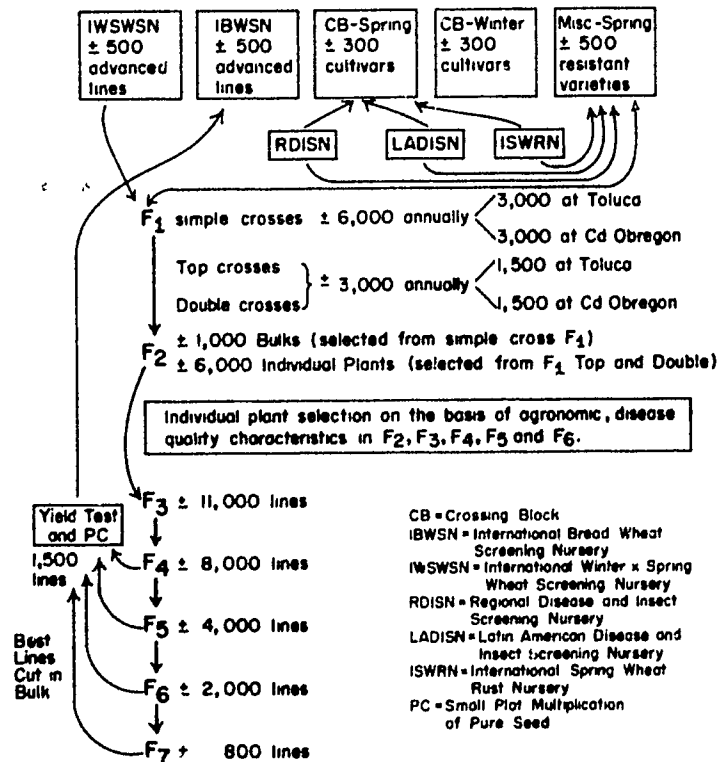 IWSWSN
± 500
advanced
lines
IBWSN
± 500
advanced
lines
CB-Spring
± 300
cultivars
CB-Winter
± 300
cultivars
Misc-Spring
± 500
resistant
varieties
RDISN
LADISN
ISWRN
F1 simple crosses ± 6,000 annually
3,000 at Toluca
3,000 at Cd Obregon
Top crosses
Double crosses
± 3,000 annually
1,500 at Toluca
1,500 at Cd Obregon
F2
± 1,000 Bulks (selected from simple cross F1)
± 6,000 Individual Plants (selected from F1 Top and Double)
Individual plant selection on the basis of agronomic, disease
quality characteristics in F2, F3, F4, F5 and F6.
F3 ± 11,000 lines
Yield Test
and PC
1,500
lines
F4 ± 8,000 lines
F5 ± 4,000 lines
Best
Lines
Cut in
Bulk
F6 ± 2,000 lines
F7 ± 800 lines
CB = Crossing Block
IBWSN = International Bread Wheat
Screening Nursery
IWSWSN = International Winter x Spring
Wheat Screening Nursery
RDISN = Regional Disease and Insect
Screening Nursery
LADISN = Latin American Disease and
Insect Screening Nursery
ISWRN = International Spring Wheat
Rust Nursery
PC = Small Plot Multiplication
of Pure Seed